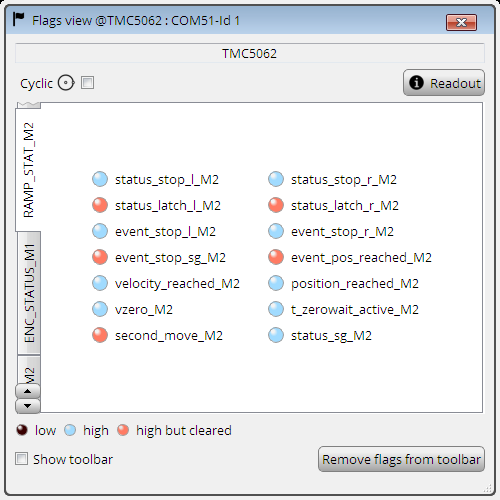 Flags view @TMC5062 : COM51-Id 1
TMC5062
Cyclic
Readout
RAMP_STAT_M2
ENC_STATUS_M1
M2
status_stop_l_M2 status_stop_r_M2
status_latch_l_M2 status_latch_r_M2
event_stop_l_M2 event_stop_r_M2
event_stop_sg_M2 event_pos_reached_M2
velocity_reached_M2 position_reached_M2
vzero_M2 t_zerowait_active_M2
second_move_M2 status_sg_M2
low high high but cleared
Show toolbar
Remove flags from toolbar